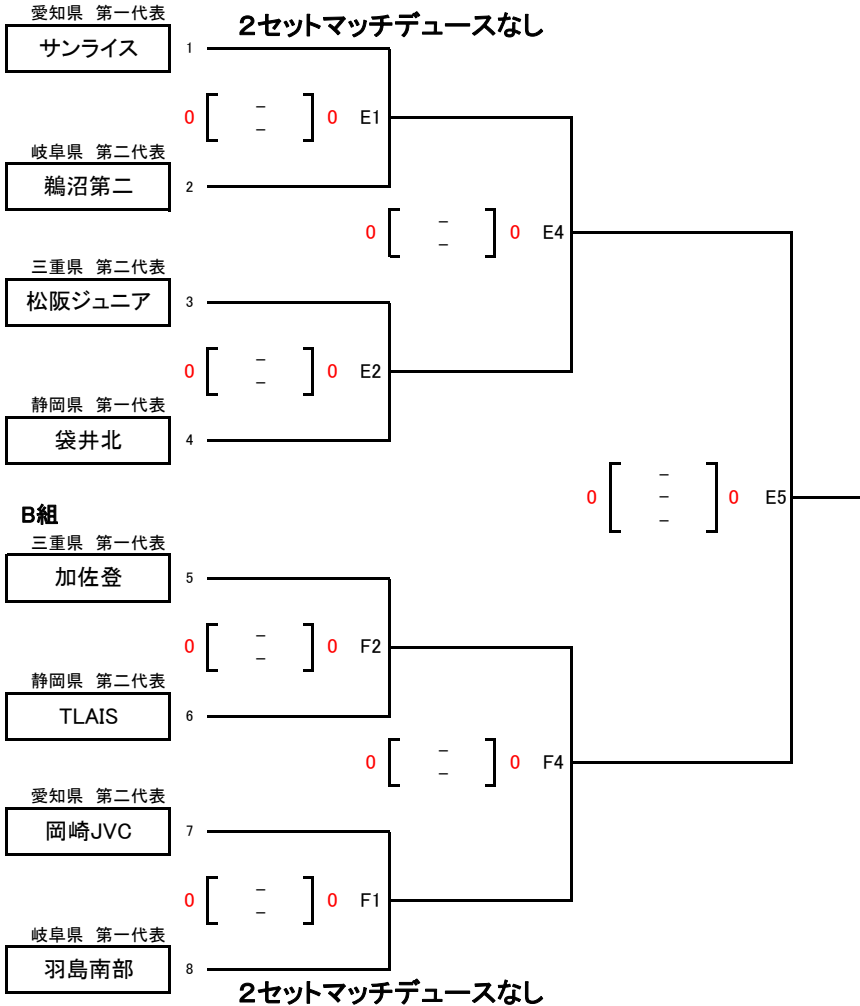 愛知県 第一代表
2セットマッチデュースなし
サンライス 1
0 [ － ] 0 E1
－
岐阜県 第二代表
鵜沼第二 2
0 [ － ] 0 E4
－
三重県 第二代表
松阪ジュニア 3
0 [ － ] 0 E2
－
静岡県 第一代表
袋井北 4
0 [ － ] 0 E5
－
－
B組
三重県 第一代表
加佐登 5
0 [ － ] 0 F2
－
静岡県 第二代表
TLAIS 6
0 [ － ] 0 F4
－
愛知県 第二代表
岡崎JVC 7
0 [ － ] 0 F1
－
岐阜県 第一代表
羽島南部 8
2セットマッチデュースなし